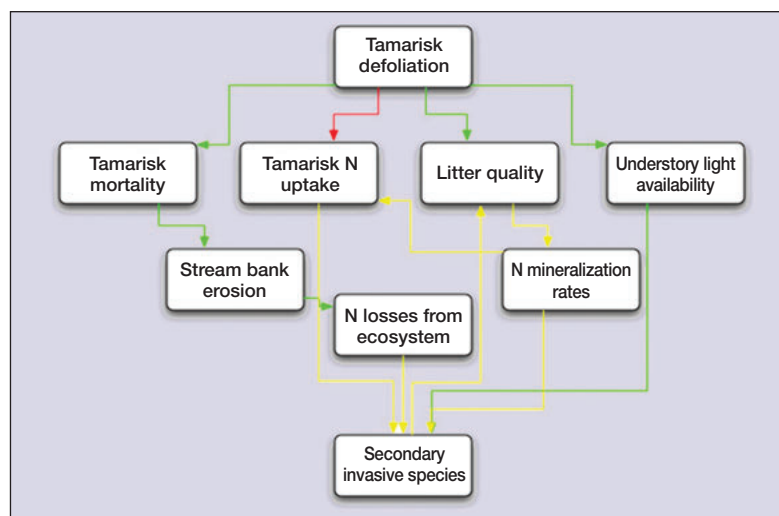 Tamarisk
defoliation
Tamarisk
mortality
Tamarisk N
uptake
Litter quality
Understory light
availability
Stream bank
erosion
N mineralization
rates
N losses from
ecosystem
Secondary
invasive species